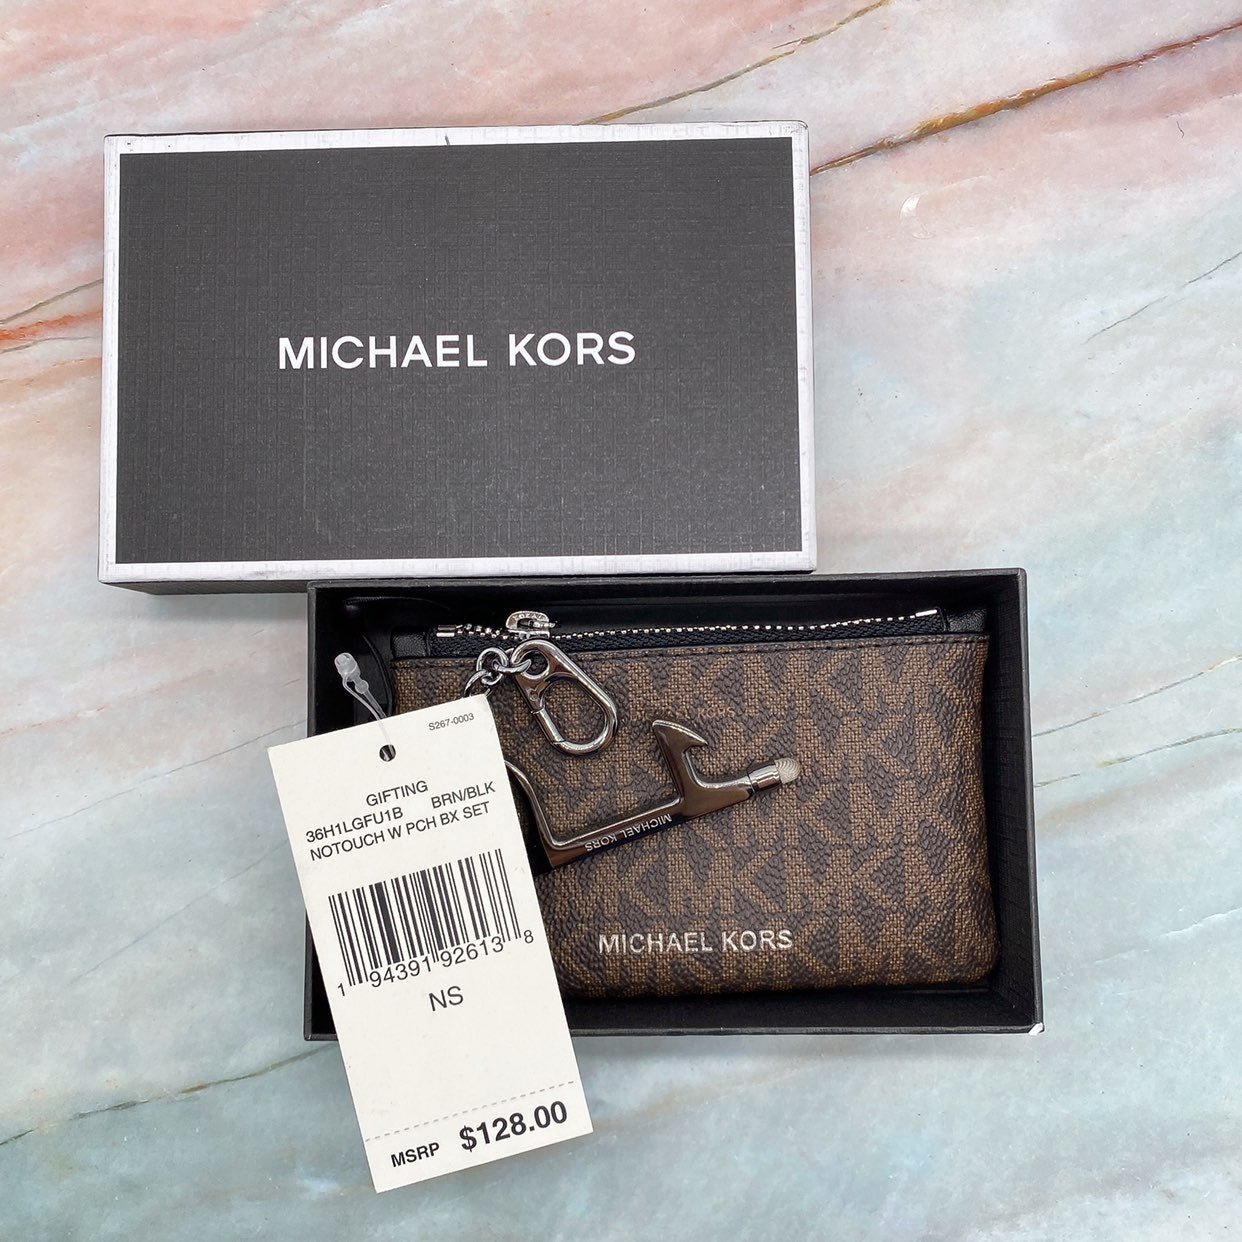 MICHAEL KORS
S267-0003
GIFTING
36H1LGFU1B BRN/BLK
NOTOUCH W PCH BX SET
1 94391 92613 8
NS
MSRP $128.00
MICHAEL KORS
MICHAEL KORS